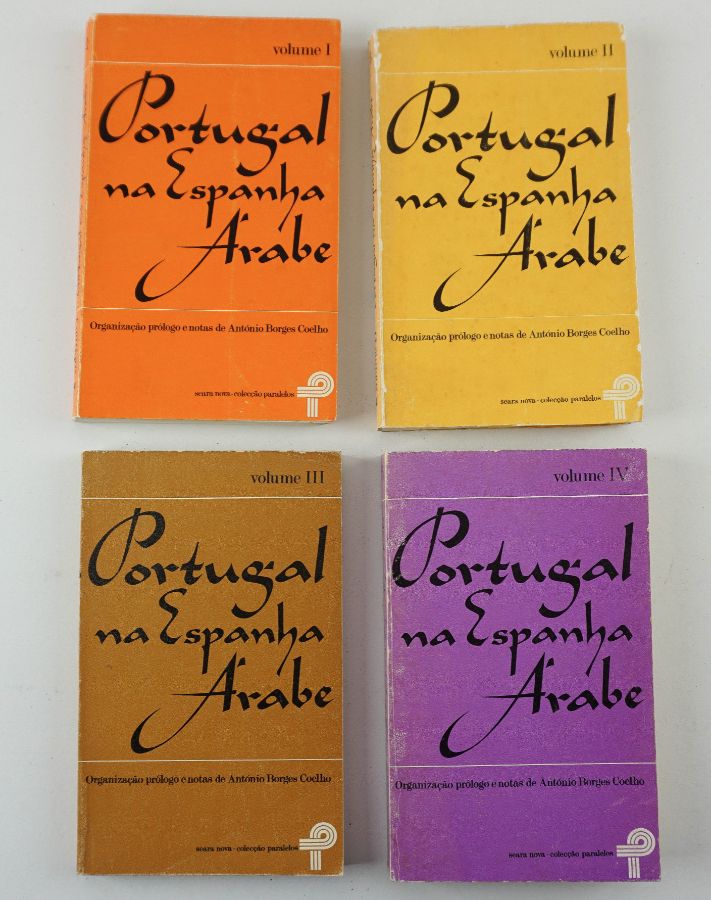 volume I
Portugal
na Espanha
Árabe
Organização prólogo e notas de António Borges Coelho
seara nova - colecção paralelos
volume II
Portugal
na Espanha
Árabe
Organização prólogo e notas de António Borges Coelho
seara nova - colecção paralelos
volume III
Portugal
na Espanha
Árabe
Organização prólogo e notas de António Borges Coelho
seara nova - colecção paralelos
volume IV
Portugal
na Espanha
Árabe
Organização prólogo e notas de António Borges Coelho
seara nova - colecção paralelos